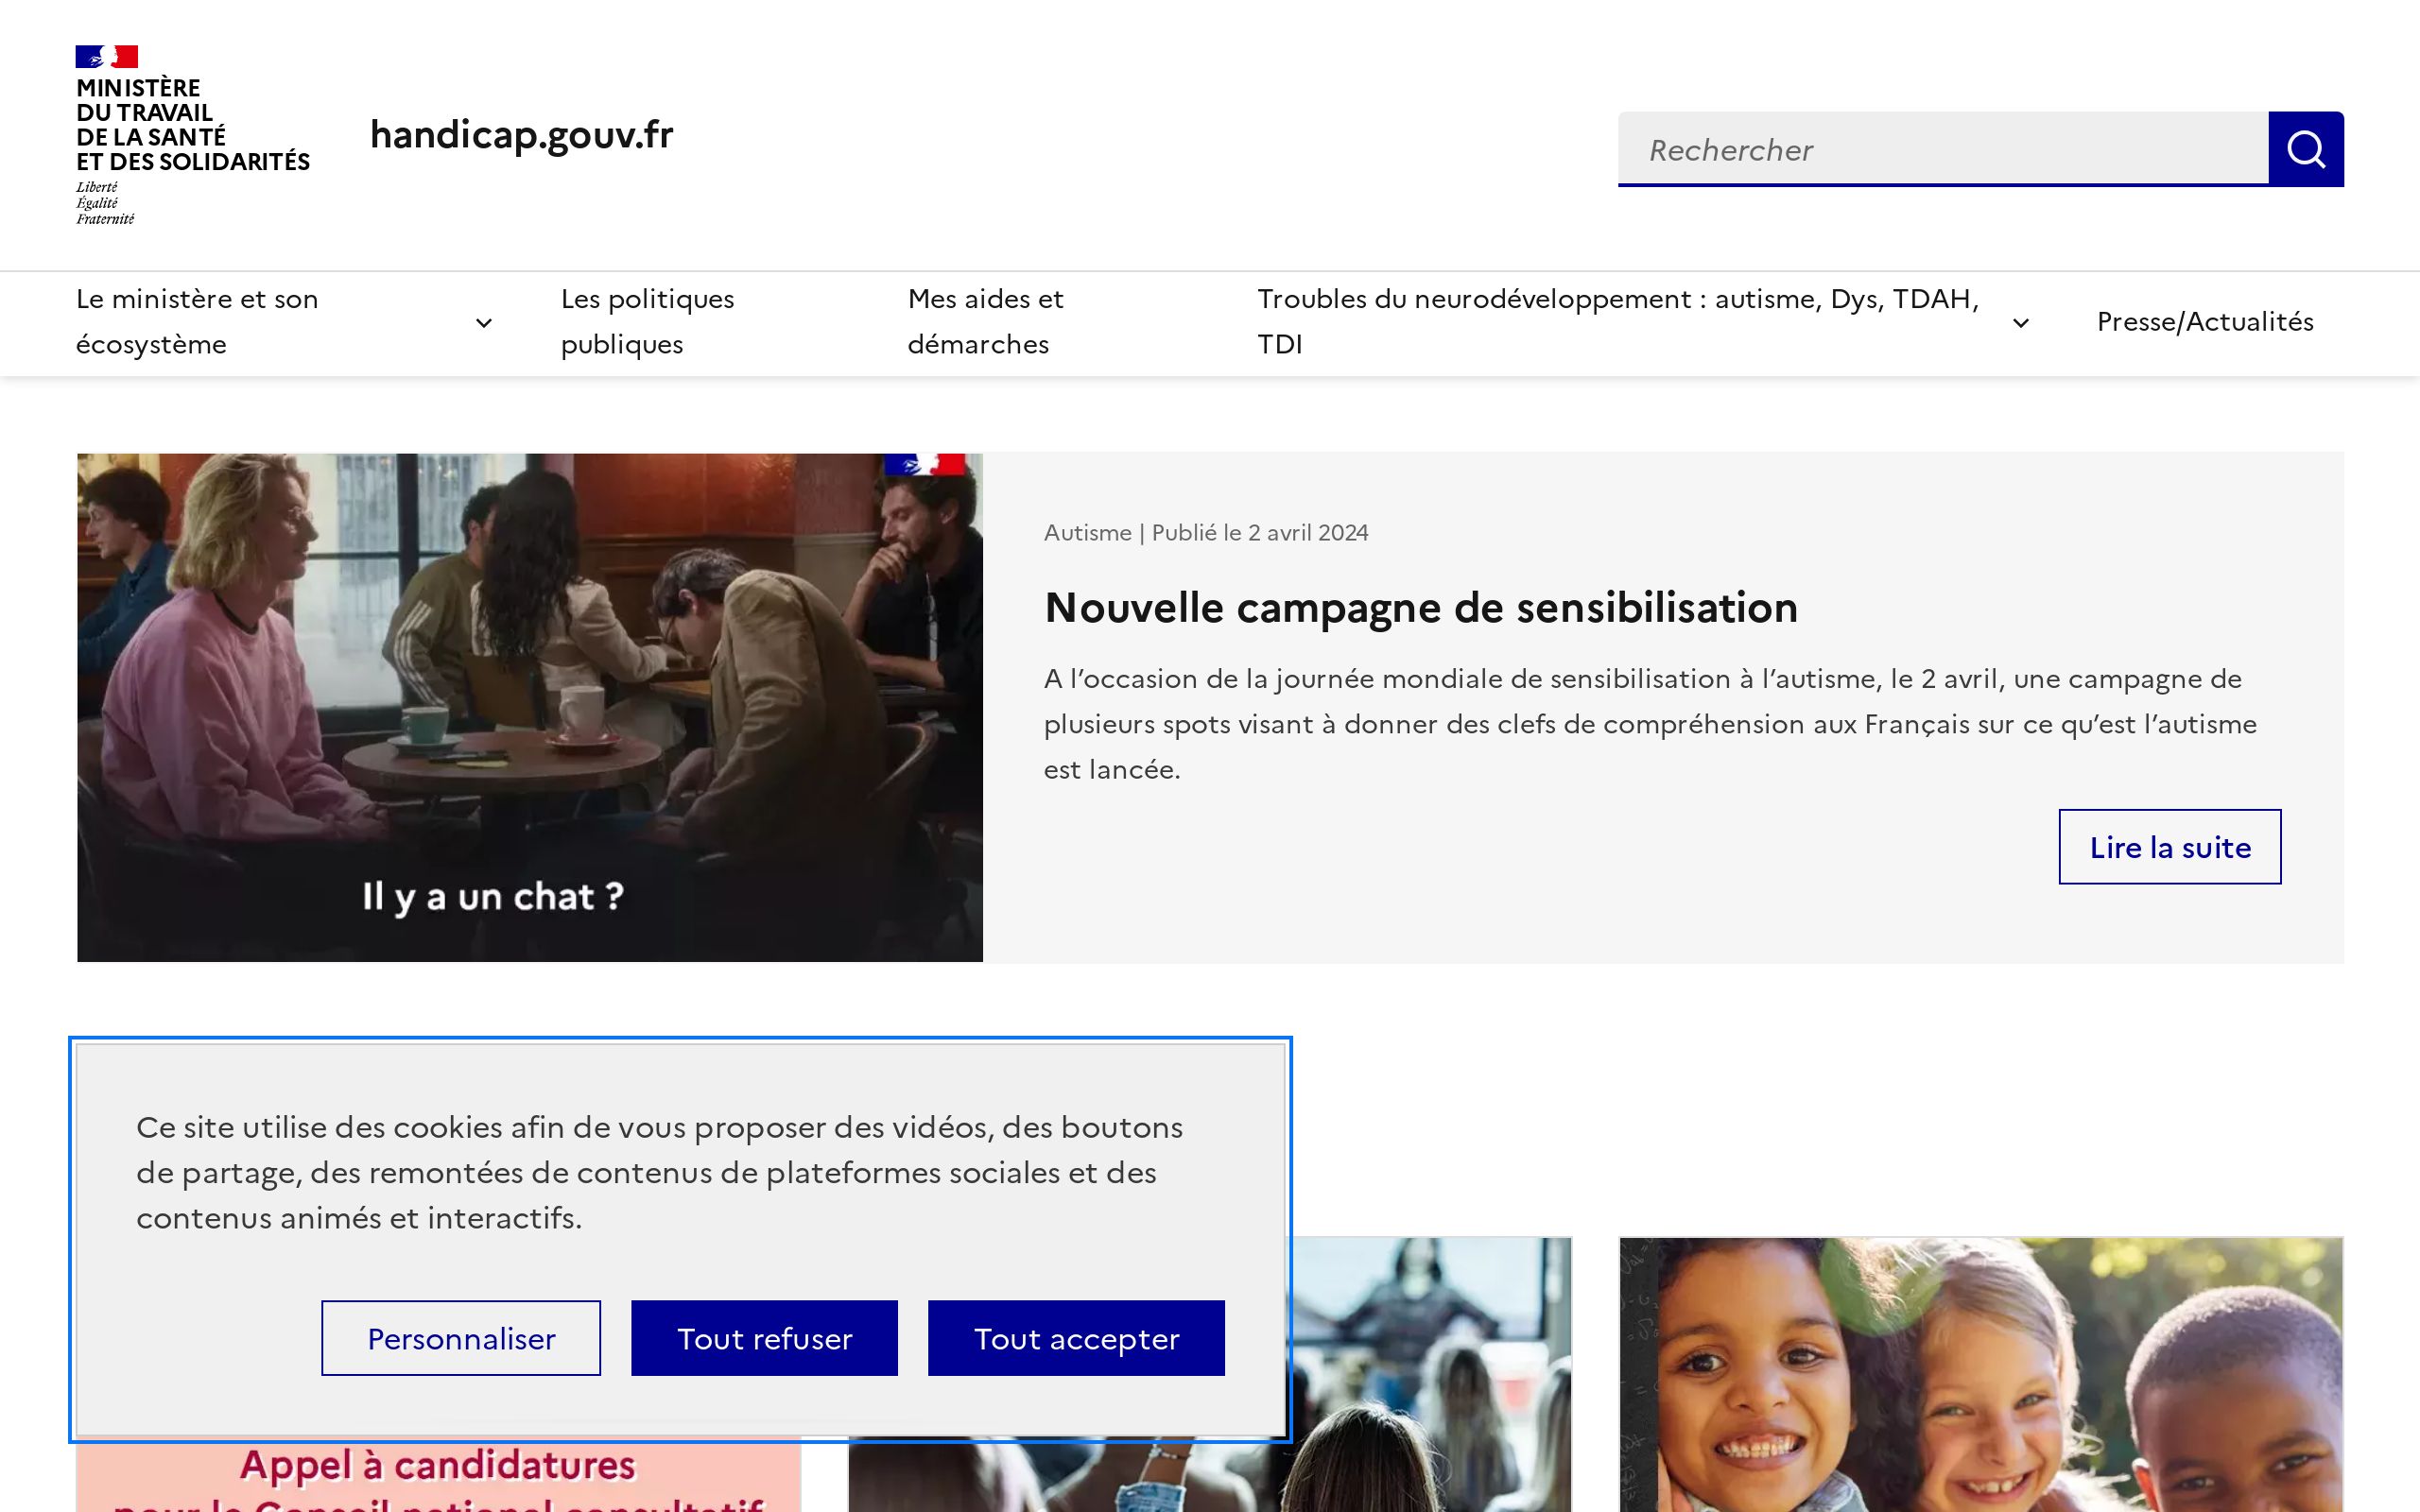 MINISTÈRE
DU TRAVAIL
DE LA SANTÉ
ET DES SOLIDARITÉS
Liberté
Égalité
Fraternité
handicap.gouv.fr
Rechercher
Le ministère et son
écosystème
Les politiques
publiques
Mes aides et
démarches
Troubles du neurodéveloppement : autisme, Dys, TDAH,
TDI
Presse/Actualités
Il y a un chat ?
Autisme | Publié le 2 avril 2024
Nouvelle campagne de sensibilisation
A l’occasion de la journée mondiale de sensibilisation à l’autisme, le 2 avril, une campagne de
plusieurs spots visant à donner des clefs de compréhension aux Français sur ce qu’est l’autisme
est lancée.
Lire la suite
Ce site utilise des cookies afin de vous proposer des vidéos, des boutons
de partage, des remontées de contenus de plateformes sociales et des
contenus animés et interactifs.
Personnaliser
Tout refuser
Tout accepter
Appel à candidatures
pour le Conseil national consultatif